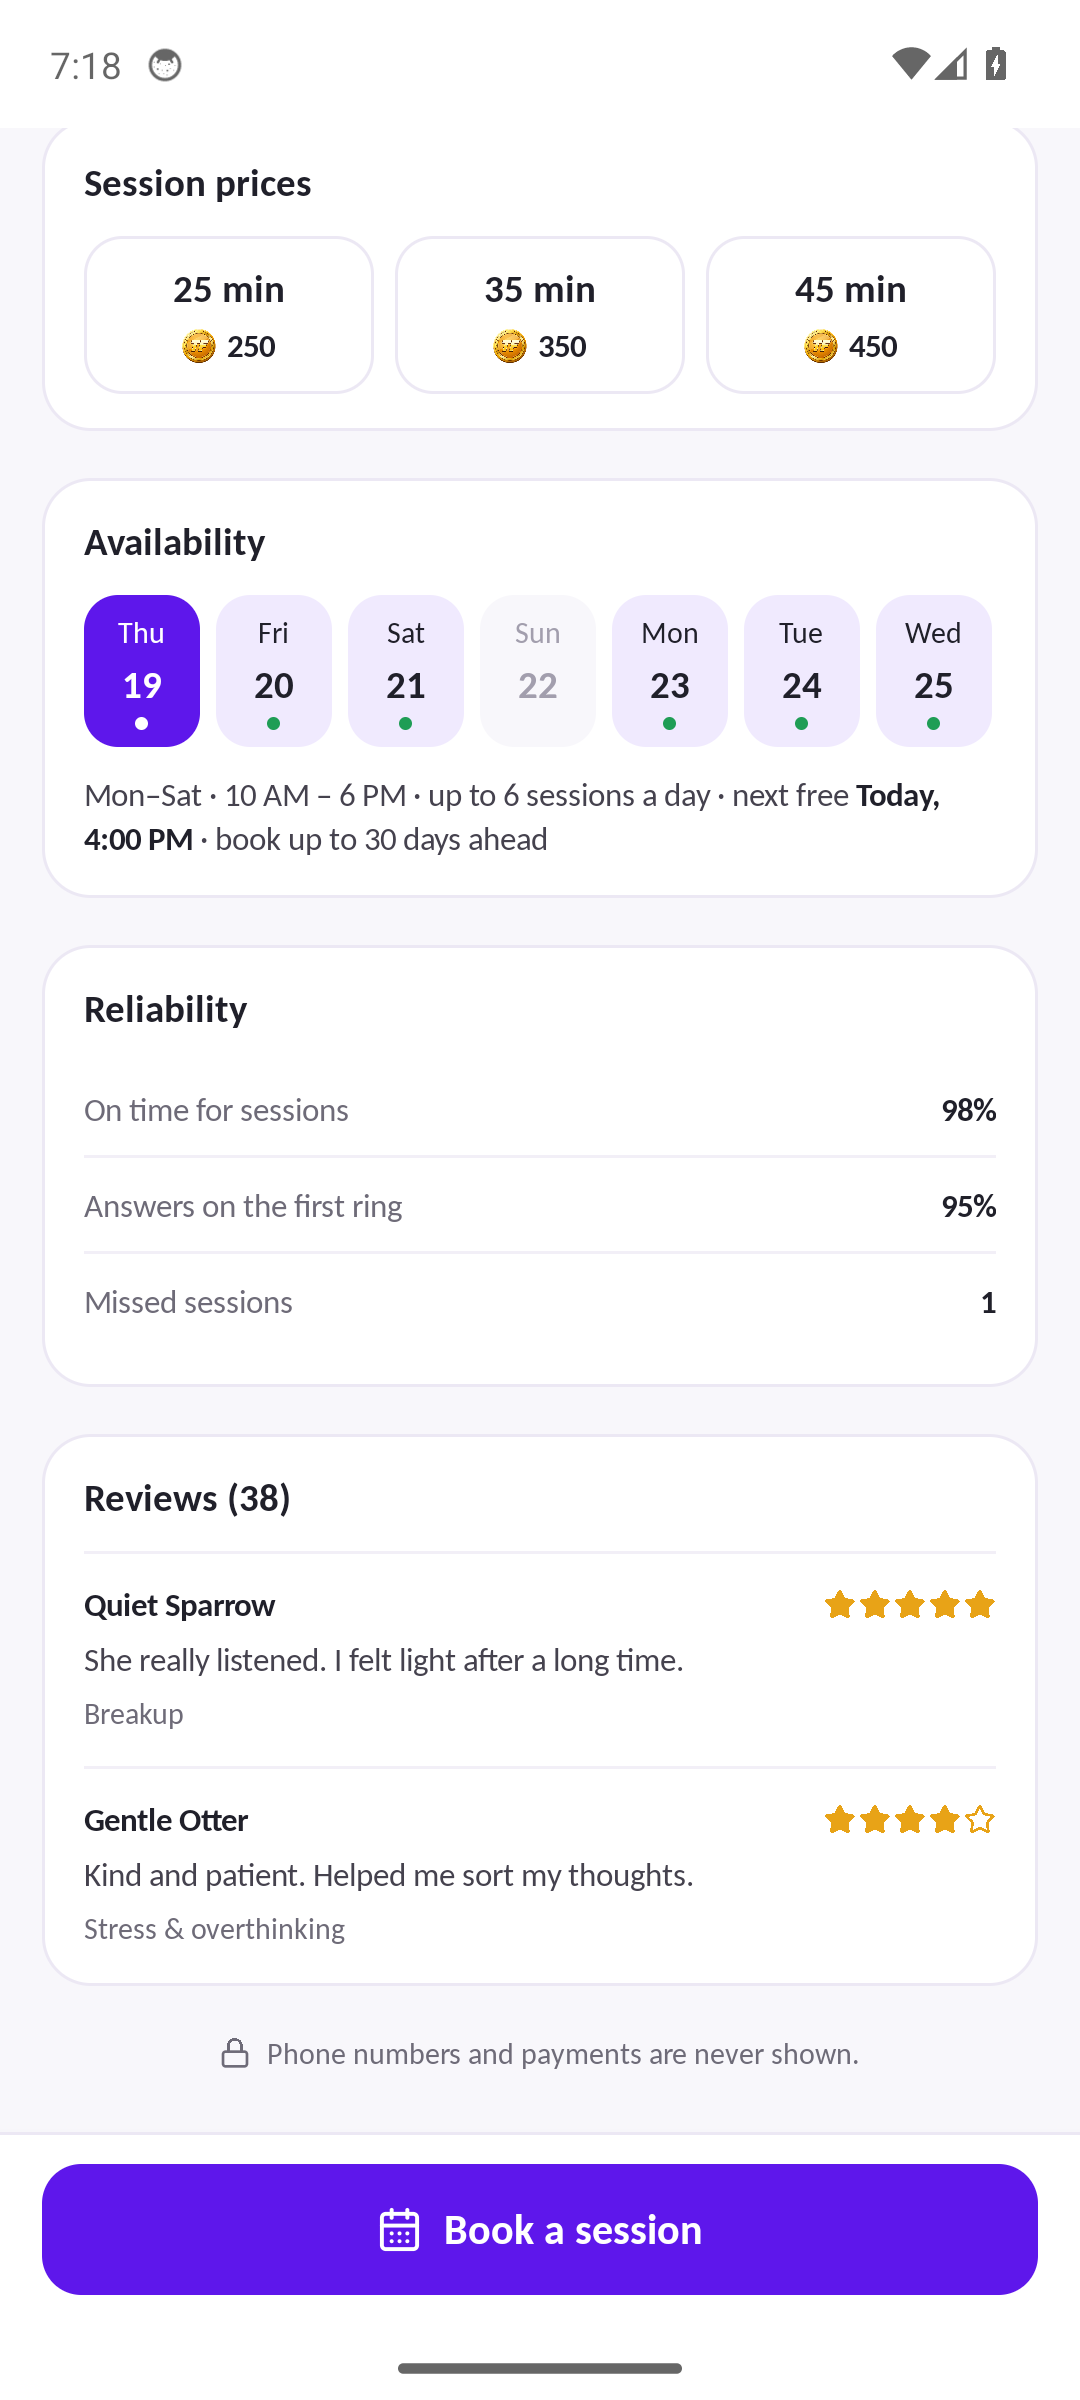 7:18
Session prices
25 min
250
35 min
350
45 min
450
Availability
Thu
19
Fri
20
Sat
21
Sun
22
Mon
23
Tue
24
Wed
25
Mon–Sat · 10 AM – 6 PM · up to 6 sessions a day · next free Today,
4:00 PM · book up to 30 days ahead
Reliability
On time for sessions 98%
Answers on the first ring 95%
Missed sessions 1
Reviews (38)
Quiet Sparrow
She really listened. I felt light after a long time.
Breakup
Gentle Otter
Kind and patient. Helped me sort my thoughts.
Stress & overthinking
Phone numbers and payments are never shown.
Book a session